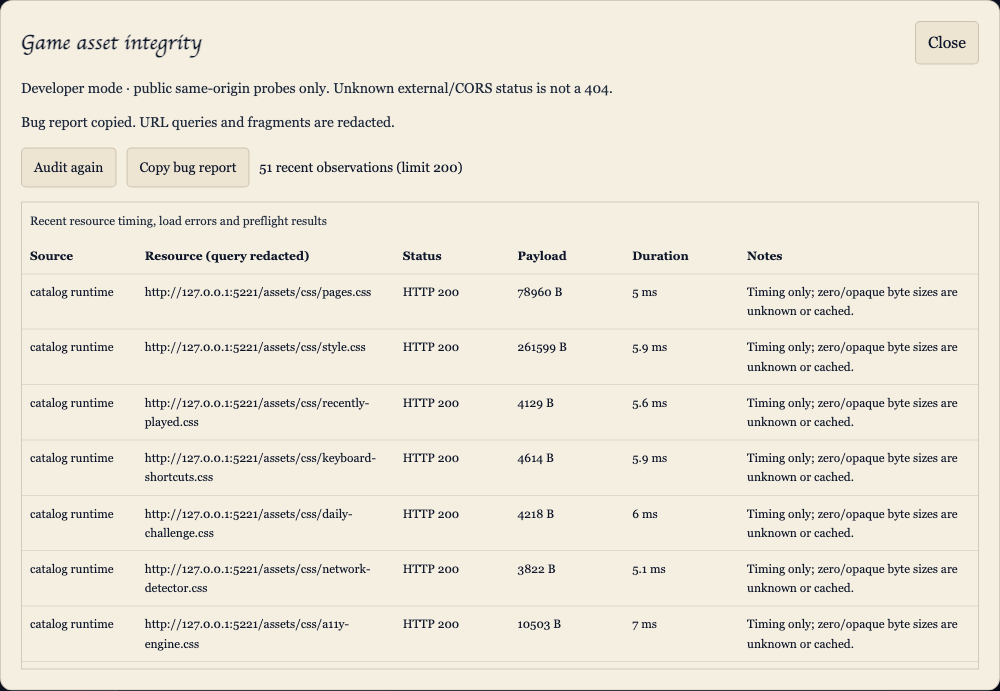 Game asset integrity
Close
Developer mode · public same-origin probes only. Unknown external/CORS status is not a 404.
Bug report copied. URL queries and fragments are redacted.
Audit again
Copy bug report
51 recent observations (limit 200)
Recent resource timing, load errors and preflight results
Source Resource (query redacted) Status Payload Duration Notes
catalog runtime http://127.0.0.1:5221/assets/css/pages.css HTTP 200 78960 B 5 ms Timing only; zero/opaque byte sizes are
unknown or cached.
catalog runtime http://127.0.0.1:5221/assets/css/style.css HTTP 200 261599 B 5.9 ms Timing only; zero/opaque byte sizes are
unknown or cached.
catalog runtime http://127.0.0.1:5221/assets/css/recently- HTTP 200 4129 B 5.6 ms Timing only; zero/opaque byte sizes are
played.css unknown or cached.
catalog runtime http://127.0.0.1:5221/assets/css/keyboard- HTTP 200 4614 B 5.9 ms Timing only; zero/opaque byte sizes are
shortcuts.css unknown or cached.
catalog runtime http://127.0.0.1:5221/assets/css/daily- HTTP 200 4218 B 6 ms Timing only; zero/opaque byte sizes are
challenge.css unknown or cached.
catalog runtime http://127.0.0.1:5221/assets/css/network- HTTP 200 3822 B 5.1 ms Timing only; zero/opaque byte sizes are
detector.css unknown or cached.
catalog runtime http://127.0.0.1:5221/assets/css/a11y- HTTP 200 10503 B 7 ms Timing only; zero/opaque byte sizes are
engine.css unknown or cached.